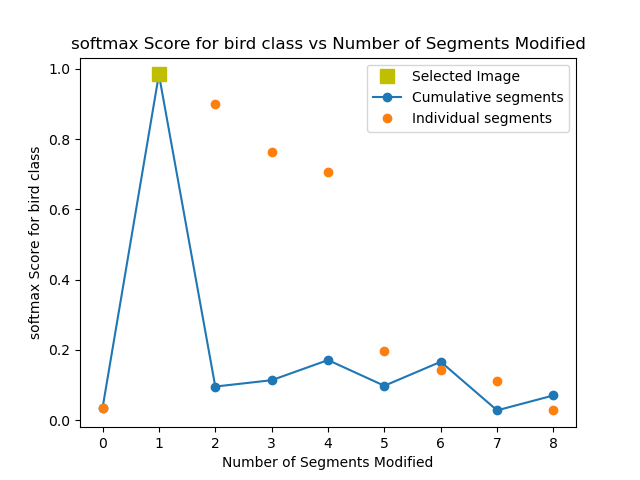 softmax Score for bird class vs Number of Segments Modified
1.0
0.8
0.6
0.4
0.2
0.0
softmax Score for bird class
Selected Image
Cumulative segments
Individual segments
0 1 2 3 4 5 6 7 8
Number of Segments Modified